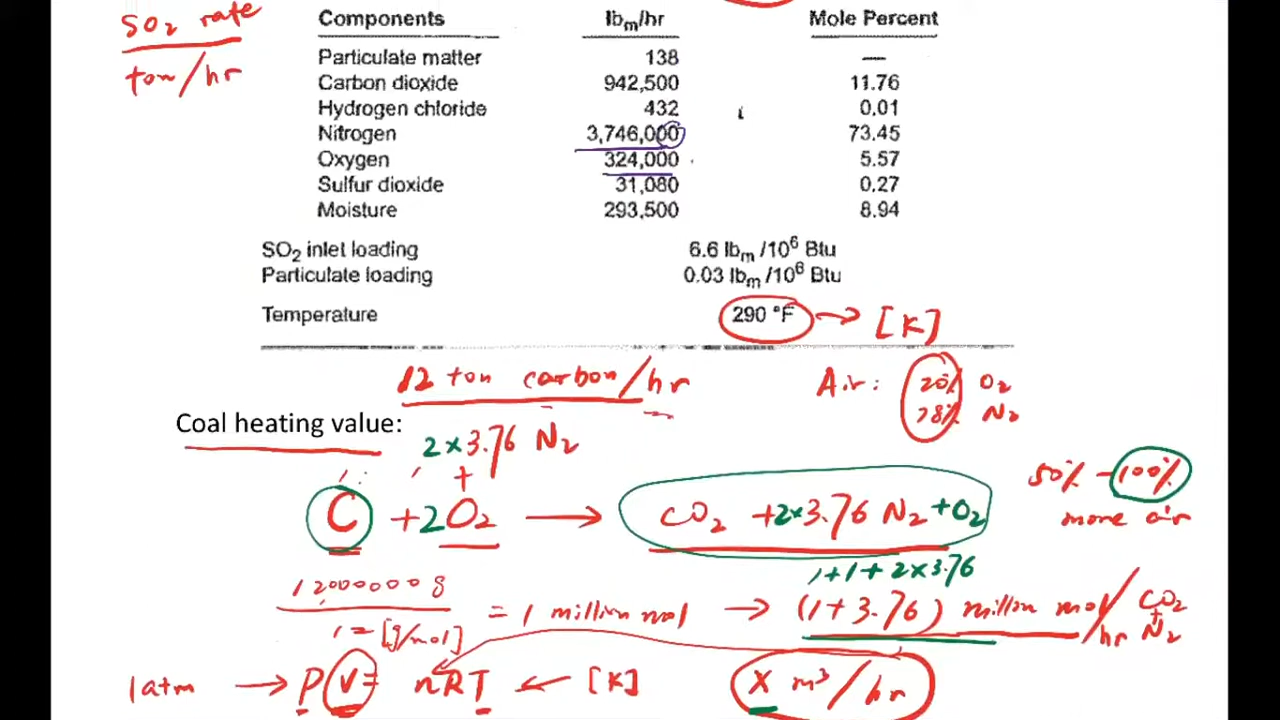 SO2 rate
ton/hr
Components lbm/hr Mole Percent
Particulate matter 138 —
Carbon dioxide 942,500 11.76
Hydrogen chloride 432 0.01
Nitrogen 3,746,000 73.45
Oxygen 324,000 5.57
Sulfur dioxide 31,080 0.27
Moisture 293,500 8.94
SO2 inlet loading 6.6 lbm/10^6 Btu
Particulate loading 0.03 lbm/10^6 Btu
Temperature 290 °F → [K]
12 ton carbon/hr
Air: 20% O2
78% N2
Coal heating value:
2×3.76 N2
+
50% - 100%
more air
C + 2O2 → CO2 + 2×3.76 N2 + O2
1+1+2×3.76
12000000 g
= 1 million mol → (1+3.76) million mol/hr CO2 + N2
12 [g/mol]
1 atm → PV = nRT ← [K] X m³/hr